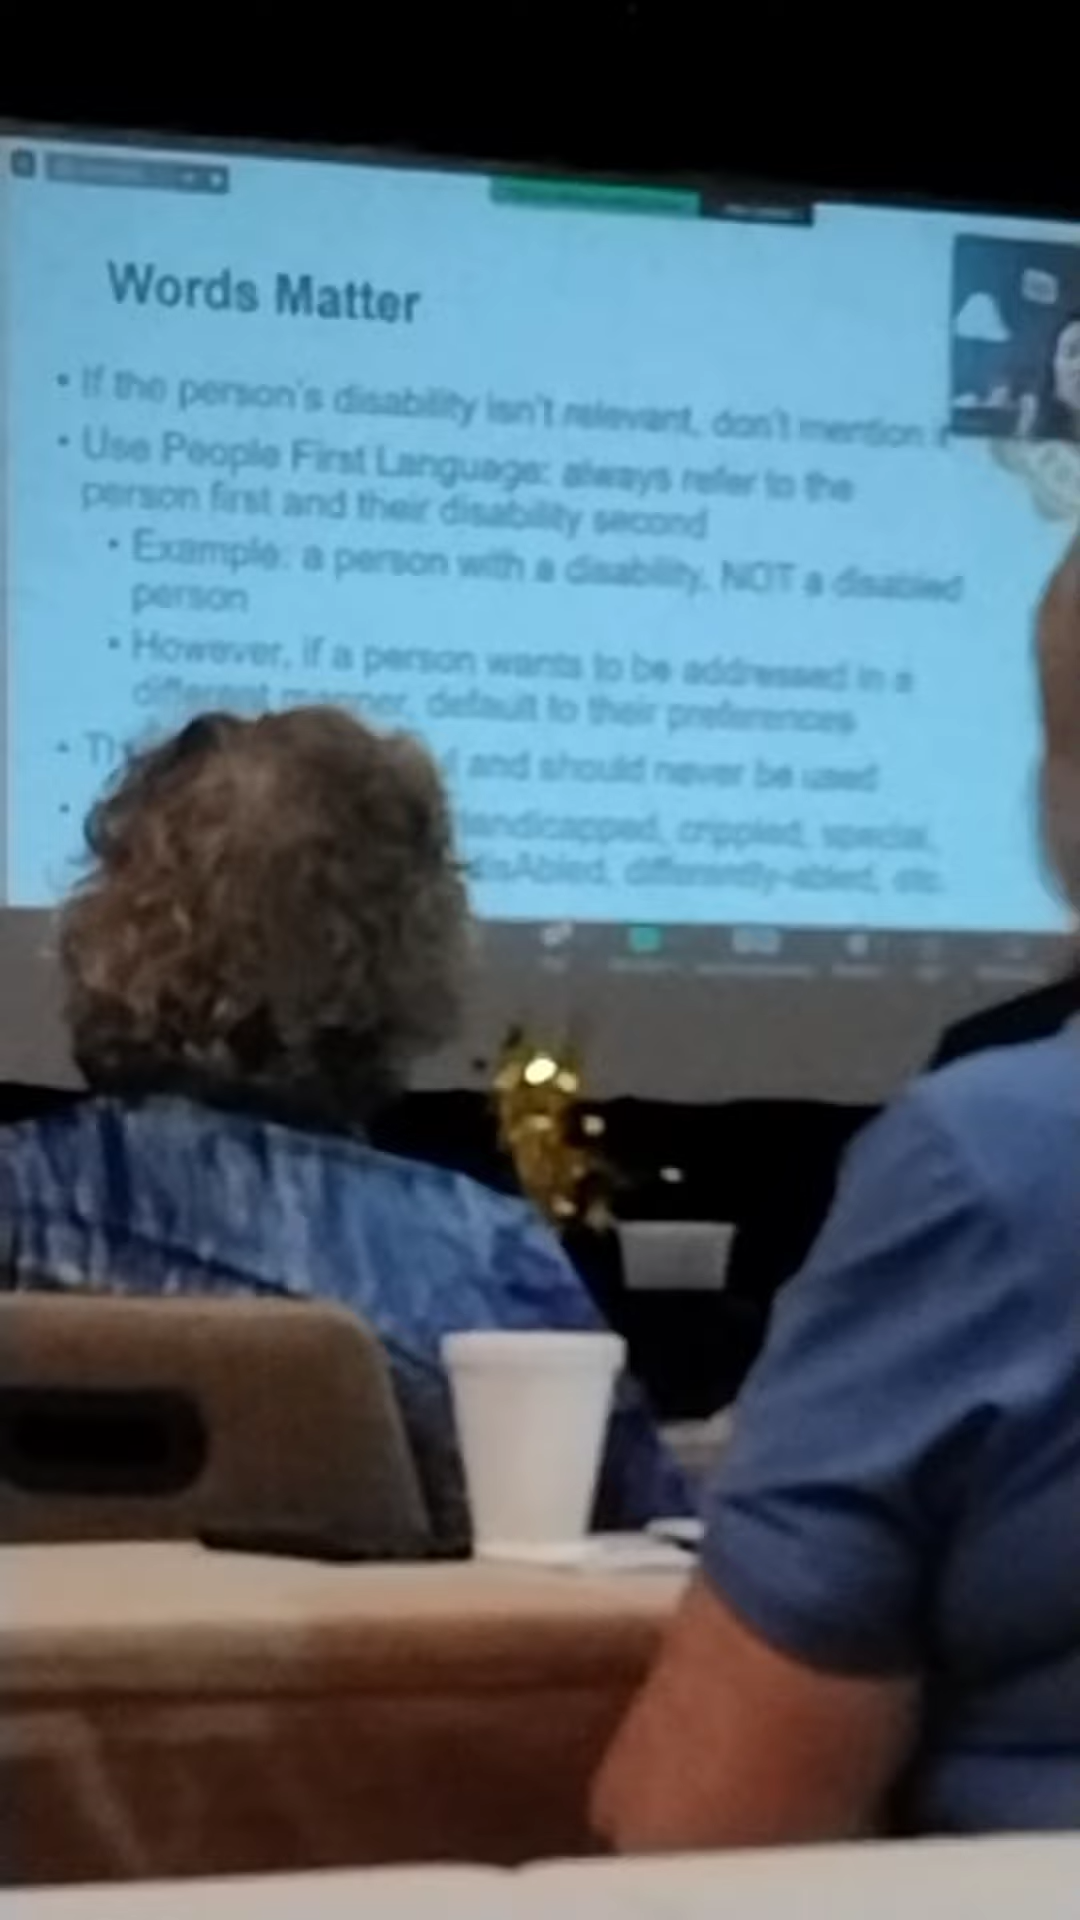 Words Matter
• If the person's disability isn't relevant, don't mention it
• Use People First Language: always refer to the
person first and their disability second
• Example: a person with a disability, NOT a disabled
person
• However, if a person wants to be addressed in a
different manner, default to their preferences
• and should never be used
• handicapped, crippled, special,
disAbled, differently-abled, etc.